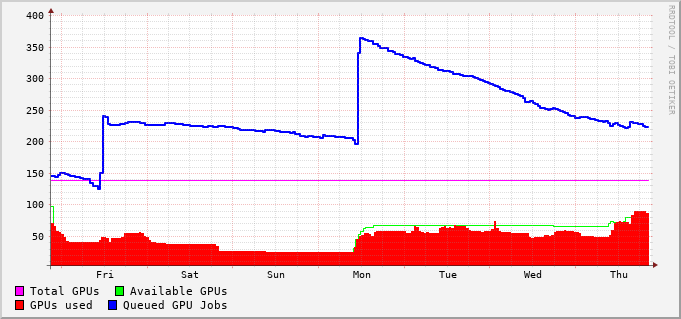 400
350
300
250
200
150
100
50
Fri Sat Sun Mon Tue Wed Thu
Total GPUs Available GPUs
GPUs used Queued GPU Jobs
RRDTOOL / TOBI OETIKER